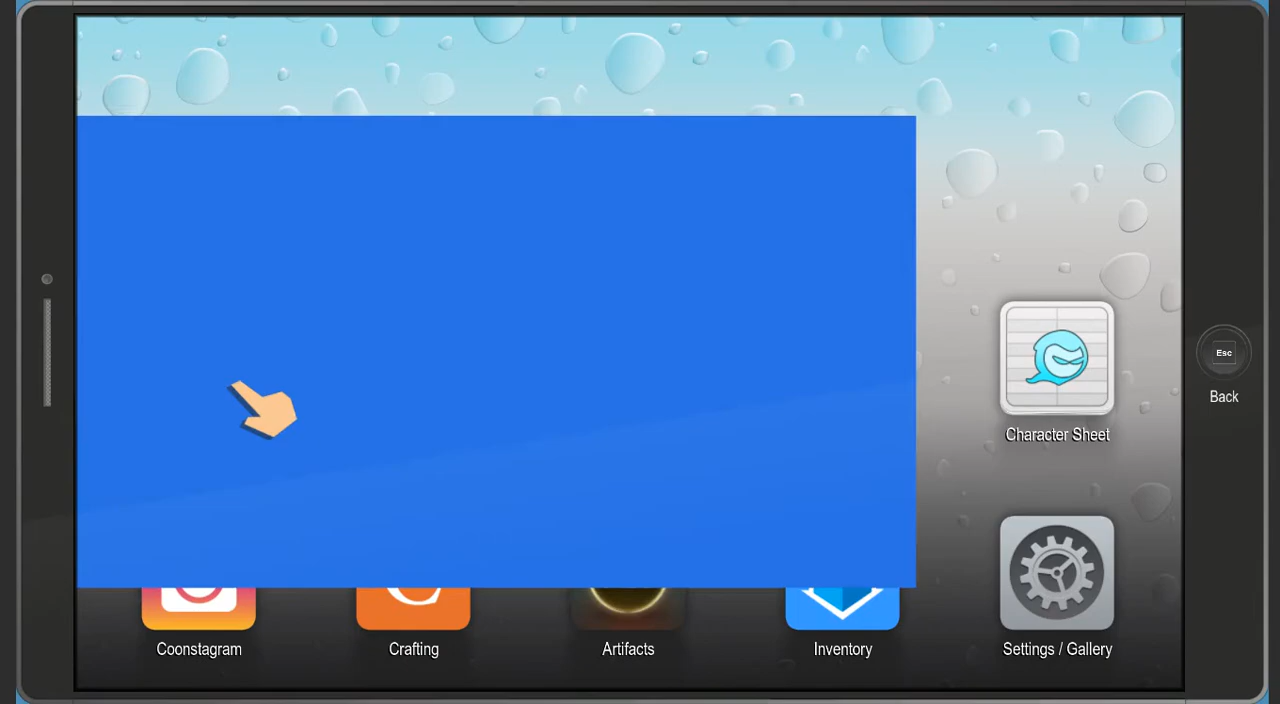 Esc
Back
Character Sheet
Coonstagram
Crafting
Artifacts
Inventory
Settings / Gallery